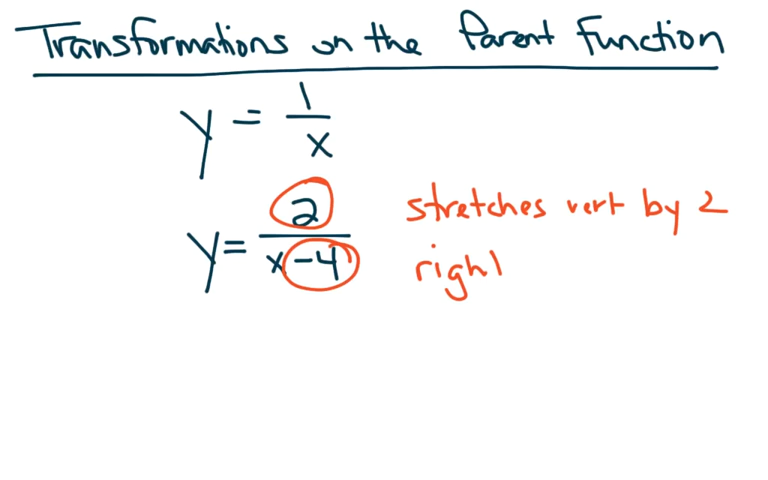 Transformations on the Parent Function
y = 1/x
y = 2/(x-4) stretches vert by 2
right